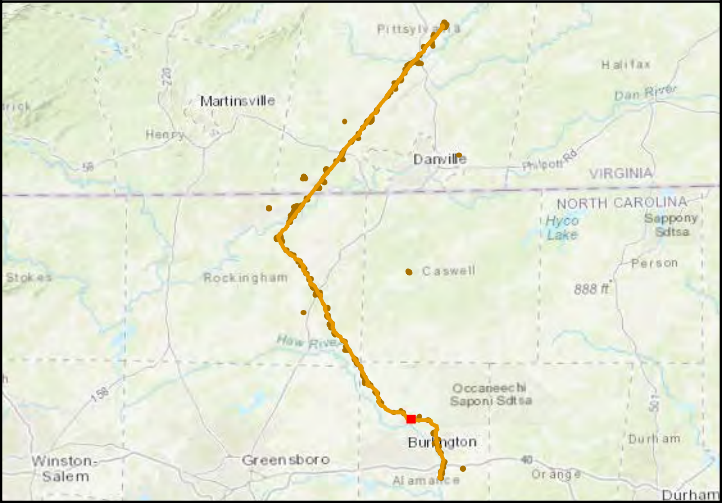 Pittsylvania
220
Halifax
Martinsville
Dan River
Henry
58
Danville
Philpott Rd
VIRGINIA
NORTH CAROLINA
Hyco
Lake
Sappony
Sdtsa
Stokes
Rockingham
Caswell
Person
888 ft
Haw River
158
Occaneechi
Saponi Sdtsa
501
Burlington
Durham
Winston-
Salem
Greensboro
40
Alamance
Orange
Durham